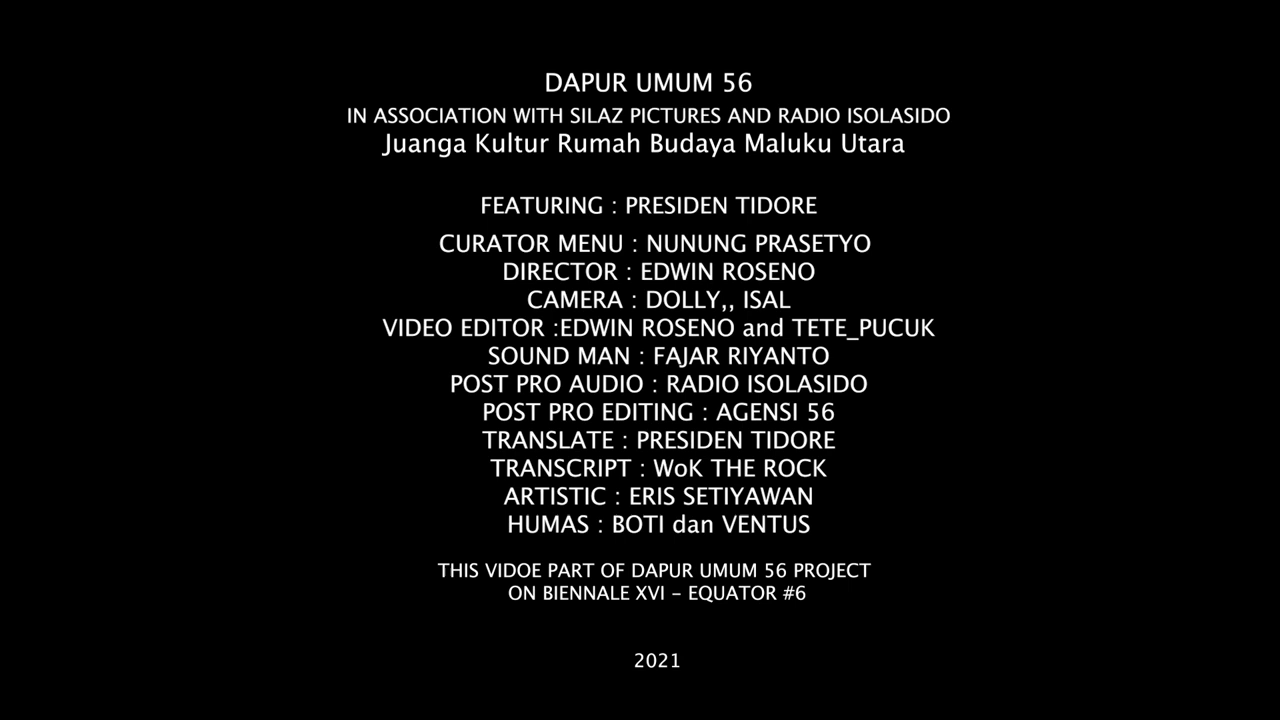 DAPUR UMUM 56
IN ASSOCIATION WITH SILAZ PICTURES AND RADIO ISOLASIDO
Juanga Kultur Rumah Budaya Maluku Utara
FEATURING : PRESIDEN TIDORE
CURATOR MENU : NUNUNG PRASETYO
DIRECTOR : EDWIN ROSENO
CAMERA : DOLLY,, ISAL
VIDEO EDITOR :EDWIN ROSENO and TETE_PUCUK
SOUND MAN : FAJAR RIYANTO
POST PRO AUDIO : RADIO ISOLASIDO
POST PRO EDITING : AGENSI 56
TRANSLATE : PRESIDEN TIDORE
TRANSCRIPT : WoK THE ROCK
ARTISTIC : ERIS SETIYAWAN
HUMAS : BOTI dan VENTUS
THIS VIDOE PART OF DAPUR UMUM 56 PROJECT
ON BIENNALE XVI – EQUATOR #6
2021